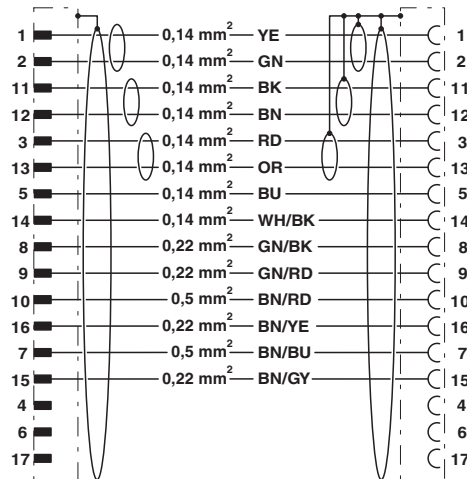 1 0,14 mm² YE 1
2 0,14 mm² GN 2
11 0,14 mm² BK 11
12 0,14 mm² BN 12
3 0,14 mm² RD 3
13 0,14 mm² OR 13
5 0,14 mm² BU 5
14 0,14 mm² WH/BK 14
8 0,22 mm² GN/BK 8
9 0,22 mm² GN/RD 9
10 0,5 mm² BN/RD 10
16 0,22 mm² BN/YE 16
7 0,5 mm² BN/BU 7
15 0,22 mm² BN/GY 15
4 4
6 6
17 17